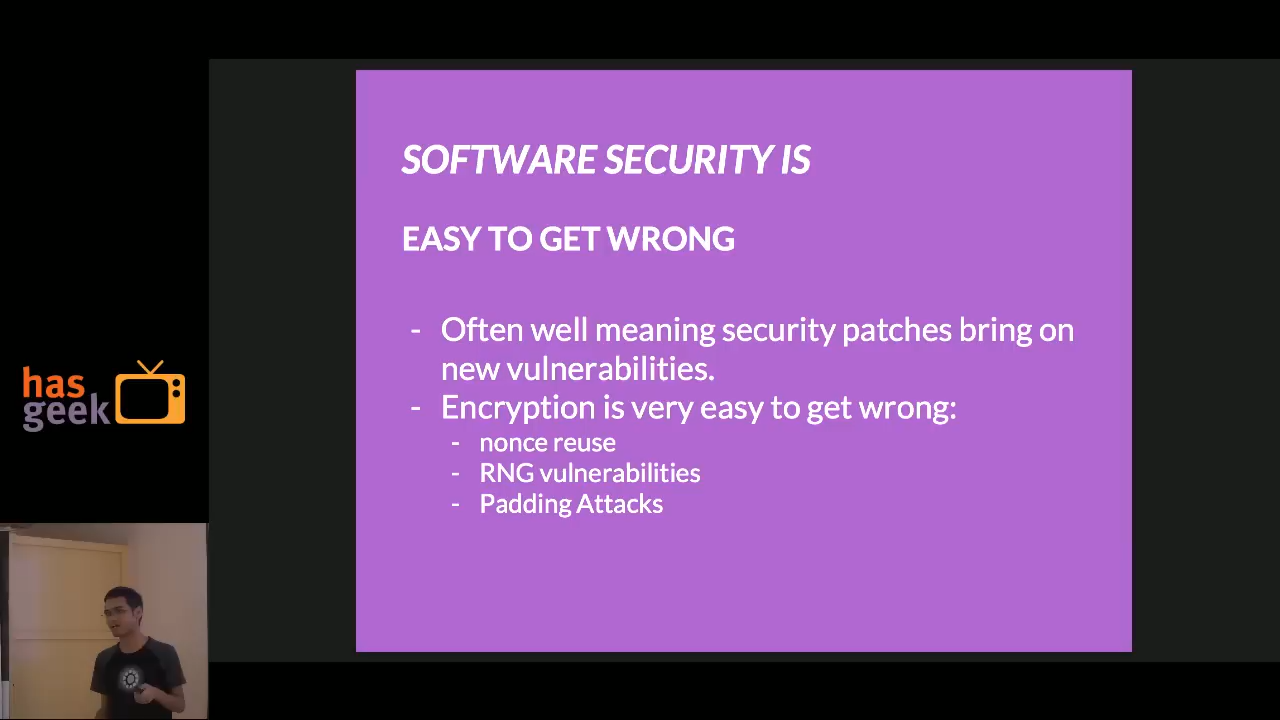 SOFTWARE SECURITY IS
EASY TO GET WRONG
- Often well meaning security patches bring on
new vulnerabilities.
- Encryption is very easy to get wrong:
- nonce reuse
- RNG vulnerabilities
- Padding Attacks
has
geek